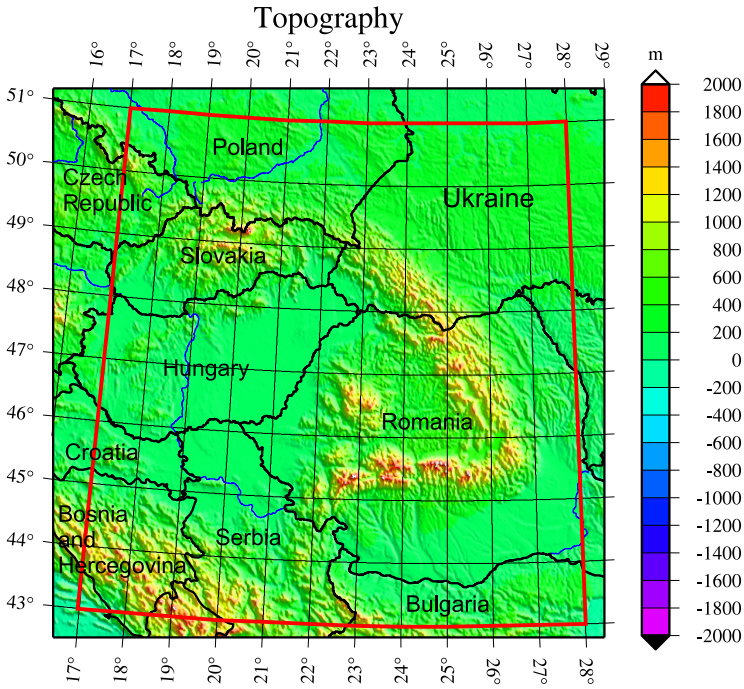 Topography
16° 17° 18° 19° 20° 21° 22° 23° 24° 25° 26° 27° 28° 29°
m
51°
50°
49°
48°
47°
46°
45°
44°
43°
Poland
Czech
Republic
Ukraine
Slovakia
Hungary
Romania
Croatia
Bosnia
and
Hercegovina
Serbia
Bulgaria
17° 18° 19° 20° 21° 22° 23° 24° 25° 26° 27° 28°
2000
1800
1600
1400
1200
1000
800
600
400
200
0
-200
-400
-600
-800
-1000
-1200
-1400
-1600
-1800
-2000